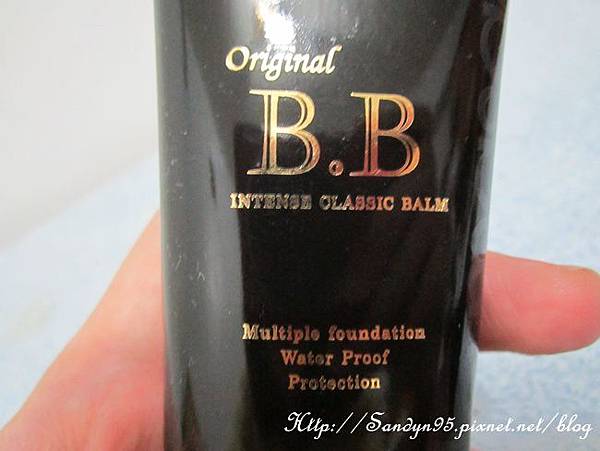 Original
B.B
INTENSE CLASSIC BALM
Multiple foundation
Water Proof
Protection
Http://Sandyn95.pixnet.net/blog